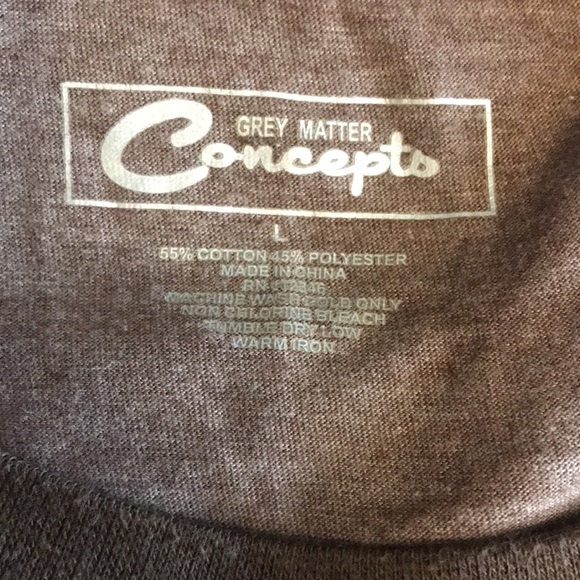 GREY MATTER
Concepts
L
55% COTTON 45% POLYESTER
MADE IN CHINA
RN
MACHINE WASH COLD ONLY
NON CHLORINE BLEACH
TUMBLE DRY LOW
WARM IRON